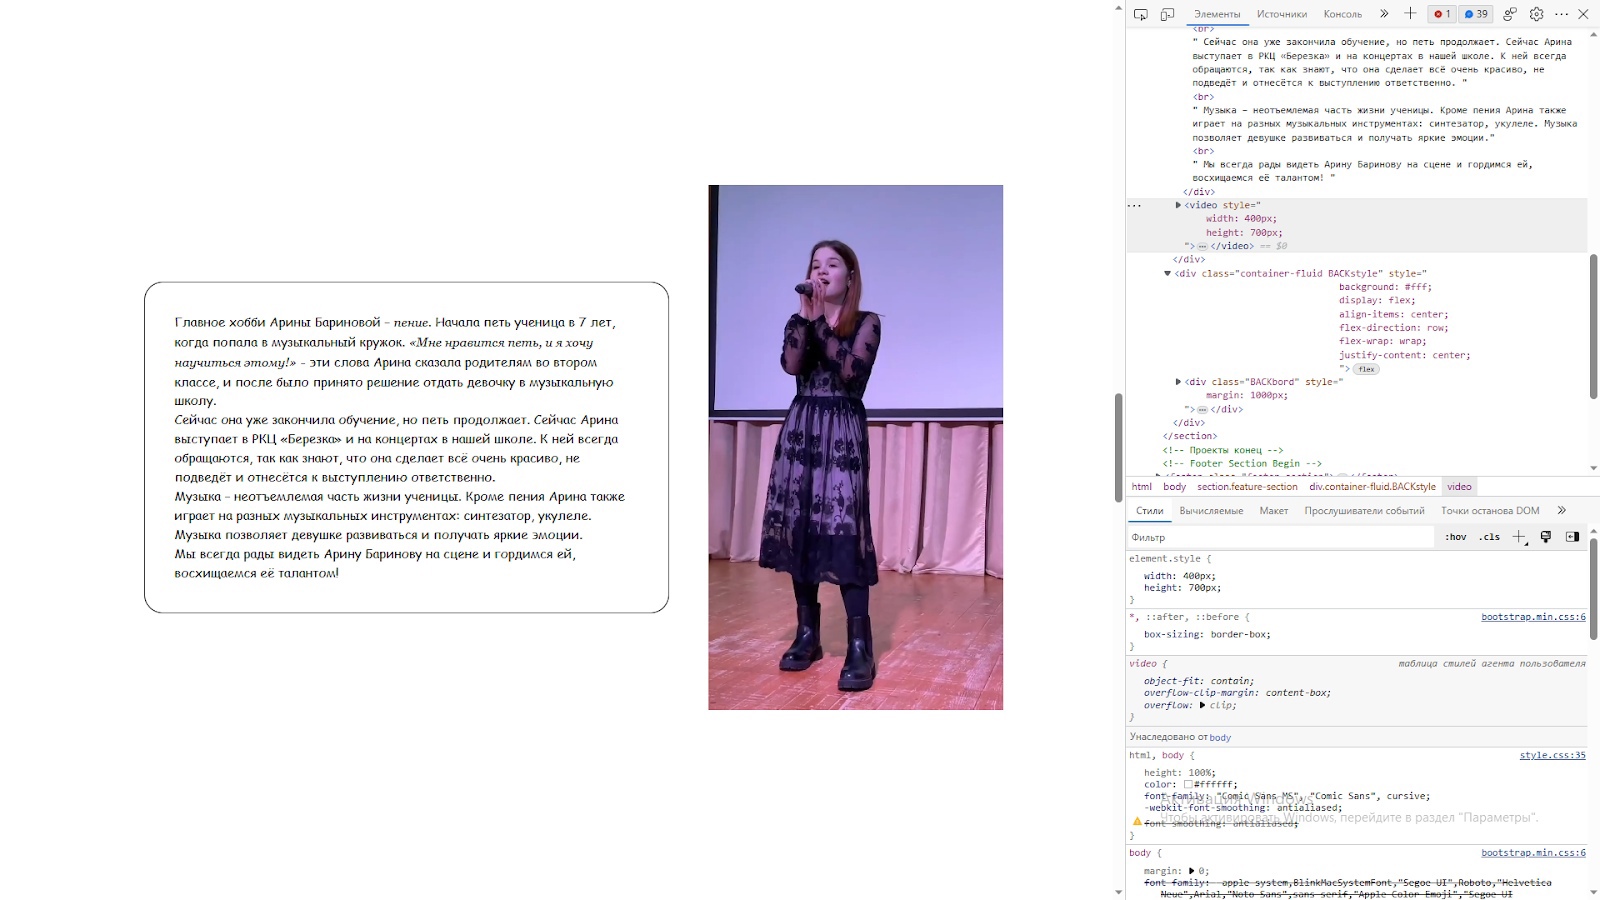 Главное хобби Арины Бариновой – пение. Начала петь ученица в 7 лет,
когда попала в музыкальный кружок. «Мне нравится петь, и я хочу
научиться этому!» – эти слова Арина сказала родителям во втором
классе, и после было принято решение отдать девочку в музыкальную
школу.
Сейчас она уже закончила обучение, но петь продолжает. Сейчас Арина
выступает в РКЦ «Березка» и на концертах в нашей школе. К ней всегда
обращаются, так как знают, что она сделает всё очень красиво, не
подведёт и отнесётся к выступлению ответственно.
Музыка – неотъемлемая часть жизни ученицы. Кроме пения Арина также
играет на разных музыкальных инструментах: синтезатор, укулеле.
Музыка позволяет девушке развиваться и получать яркие эмоции.
Мы всегда рады видеть Арину Баринову на сцене и гордимся ей,
восхищаемся её талантом!
Элементы Источники Консоль 1 39
<br>
" Сейчас она уже закончила обучение, но петь продолжает. Сейчас Арина
выступает в РКЦ «Березка» и на концертах в нашей школе. К ней всегда
обращаются, так как знают, что она сделает всё очень красиво, не
подведёт и отнесётся к выступлению ответственно. "
<br>
" Музыка – неотъемлемая часть жизни ученицы. Кроме пения Арина также
играет на разных музыкальных инструментах: синтезатор, укулеле. Музыка
позволяет девушке развиваться и получать яркие эмоции."
<br>
" Мы всегда рады видеть Арину Баринову на сцене и гордимся ей,
восхищаемся её талантом! "
</div>
<video style="
width: 400px;
height: 700px;
">…</video> == $0
</div>
<div class="container-fluid BACKstyle" style="
background: #fff;
display: flex;
align-items: center;
flex-direction: row;
flex-wrap: wrap;
justify-content: center;
"> flex
<div class="BACKbord" style="
margin: 1000px;
">…</div>
</div>
</section>
<!-- Проекты конец -->
<!-- Footer Section Begin -->
html body section.feature-section div.container-fluid.BACKstyle video
Стили Вычисляемые Макет Прослушиватели событий Точки останова DOM
Фильтр :hov .cls
element.style {
width: 400px;
height: 700px;
}
*, ::after, ::before { bootstrap.min.css:6
box-sizing: border-box;
}
video { таблица стилей агента пользователя
object-fit: contain;
overflow-clip-margin: content-box;
overflow: clip;
}
Унаследовано от body
html, body { style.css:35
height: 100%;
color: #ffffff;
font-family: "Comic Sans MS", "Comic Sans", cursive;
-webkit-font-smoothing: antialiased;
font-smoothing: antialiased;
}
Активация Windows
Чтобы активировать Windows, перейдите в раздел "Параметры".
body { bootstrap.min.css:6
margin: 0;
font-family: -apple-system,BlinkMacSystemFont,"Segoe UI",Roboto,"Helvetica
Neue",Arial,"Noto Sans",sans-serif,"Apple Color Emoji","Segoe UI